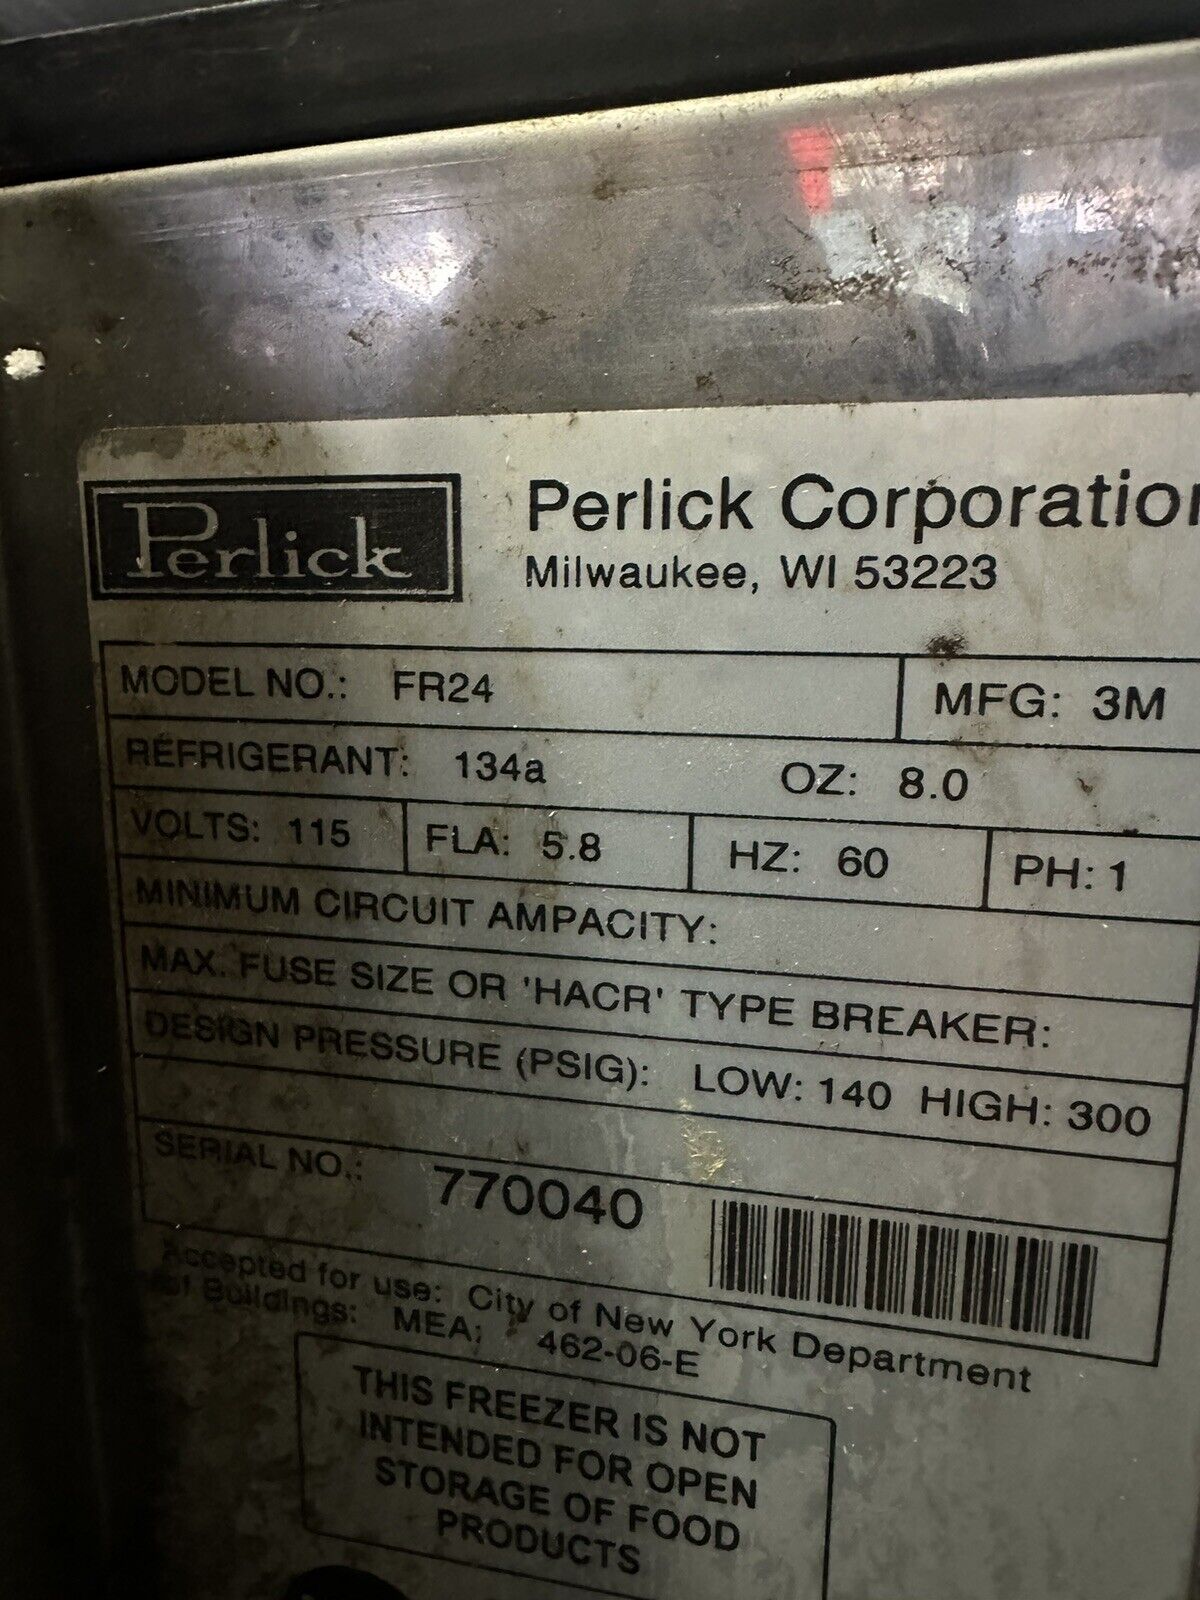 Perlick
Perlick Corporation
Milwaukee, WI 53223
MODEL NO.: FR24 MFG: 3M
REFRIGERANT: 134a OZ: 8.0
VOLTS: 115 FLA: 5.8 HZ: 60 PH: 1
MINIMUM CIRCUIT AMPACITY:
MAX. FUSE SIZE OR 'HACR' TYPE BREAKER:
DESIGN PRESSURE (PSIG): LOW: 140 HIGH: 300
SERIAL NO.: 770040
Accepted for use: City of New York Department
of Buildings: MEA: 462-06-E
THIS FREEZER IS NOT
INTENDED FOR OPEN
STORAGE OF FOOD
PRODUCTS